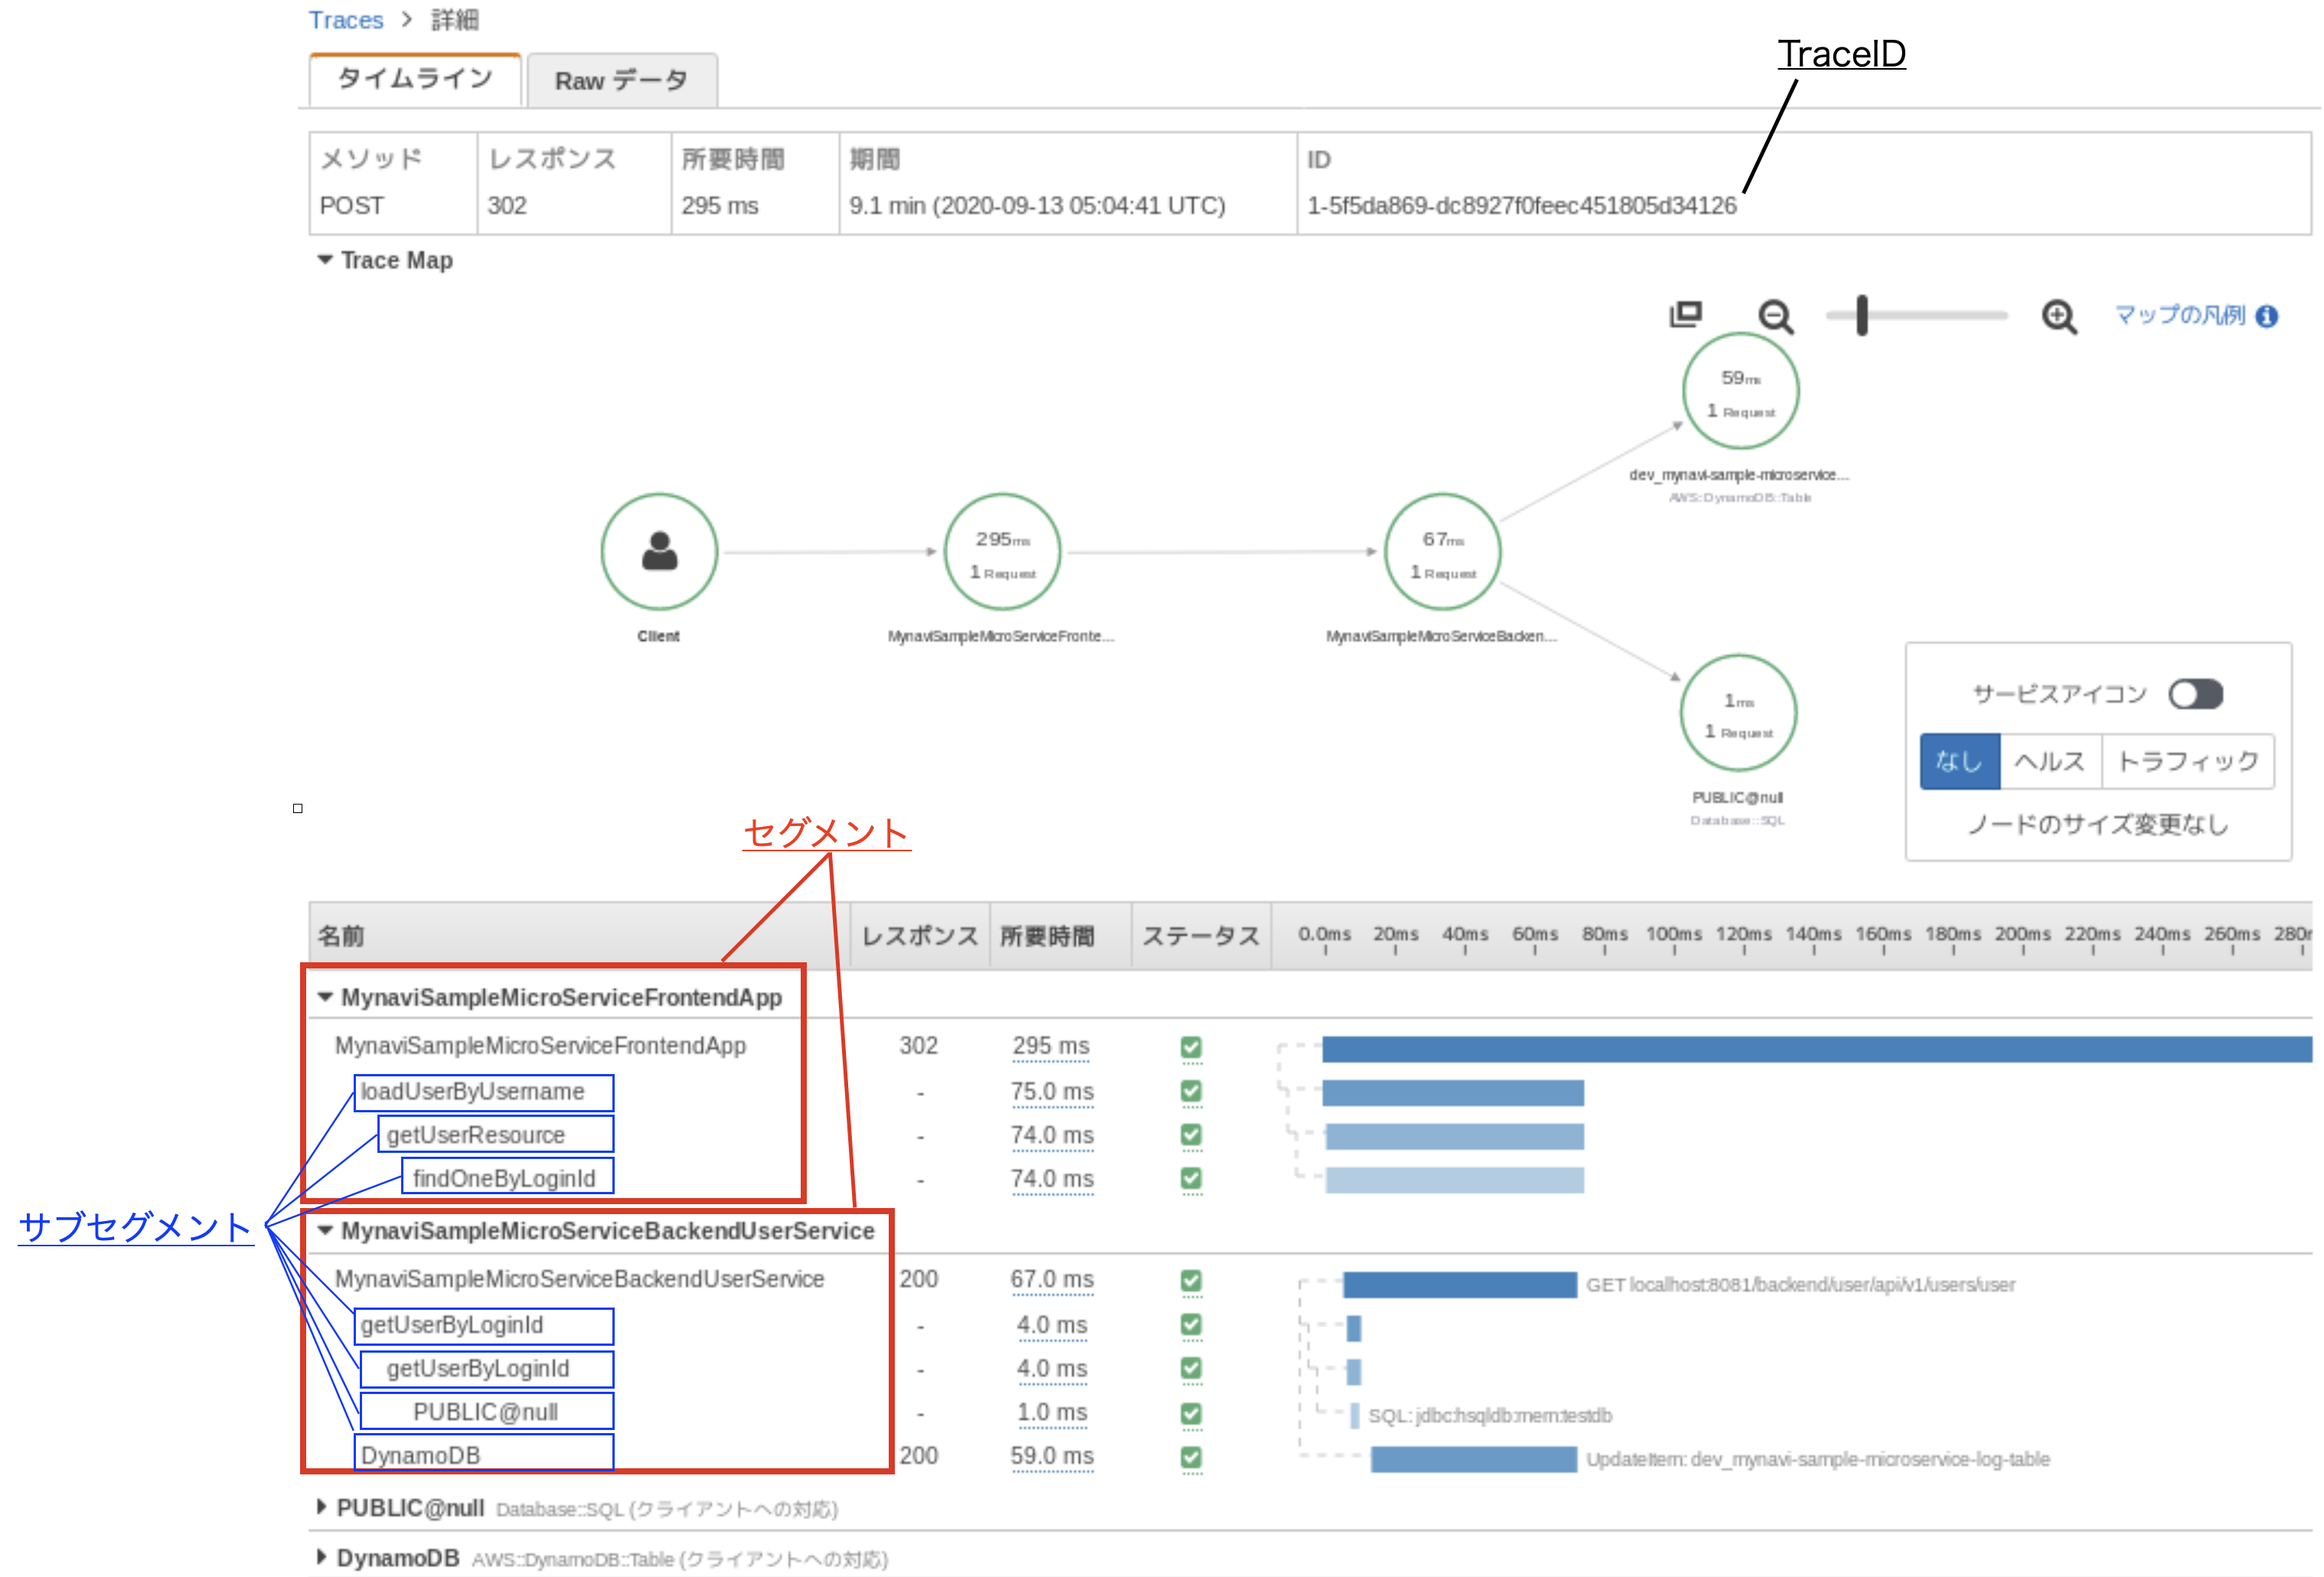 Traces > 詳細
タイムライン Raw データ
TraceID
メソッド レスポンス 所要時間 期間 ID
POST 302 295 ms 9.1 min (2020-09-13 05:04:41 UTC) 1-5f5da869-dc8927f0feec451805d34126
Trace Map
マップの凡例
59ms
1 Request
dev_mynavi-sample-microservice...
AWS::DynamoDB::Table
295ms
1 Request
67ms
1 Request
Client
MynaviSampleMicroServiceFronte...
MynaviSampleMicroServiceBacken...
1ms
1 Request
PUBLIC@null
Database::SQL
サービスアイコン
なし ヘルス トラフィック
ノードのサイズ変更なし
セグメント
名前 レスポンス 所要時間 ステータス 0.0ms 20ms 40ms 60ms 80ms 100ms 120ms 140ms 160ms 180ms 200ms 220ms 240ms 260ms 280m
MynaviSampleMicroServiceFrontendApp
MynaviSampleMicroServiceFrontendApp 302 295 ms
loadUserByUsername - 75.0 ms
getUserResource - 74.0 ms
findOneByLoginId - 74.0 ms
サブセグメント
MynaviSampleMicroServiceBackendUserService
MynaviSampleMicroServiceBackendUserService 200 67.0 ms GET localhost:8081/backend/user/api/v1/users/user
getUserByLoginId - 4.0 ms
getUserByLoginId - 4.0 ms
PUBLIC@null - 1.0 ms SQL: jdbc:hsqldb:mem:testdb
DynamoDB 200 59.0 ms UpdateItem: dev_mynavi-sample-microservice-log-table
PUBLIC@null Database::SQL (クライアントへの対応)
DynamoDB AWS::DynamoDB::Table (クライアントへの対応)